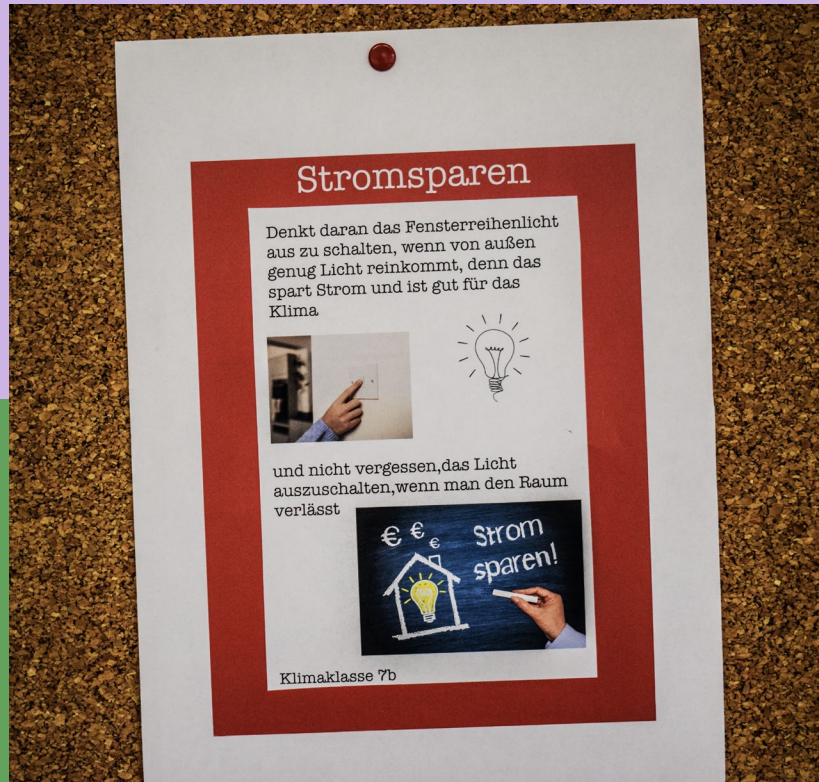 Stromsparen
Denkt daran das Fensterreihenlicht
aus zu schalten, wenn von außen
genug Licht reinkommt, denn das
spart Strom und ist gut für das
Klima
und nicht vergessen,das Licht
auszuschalten,wenn man den Raum
verlässt
€ € €
Strom
sparen!
Klimaklasse 7b